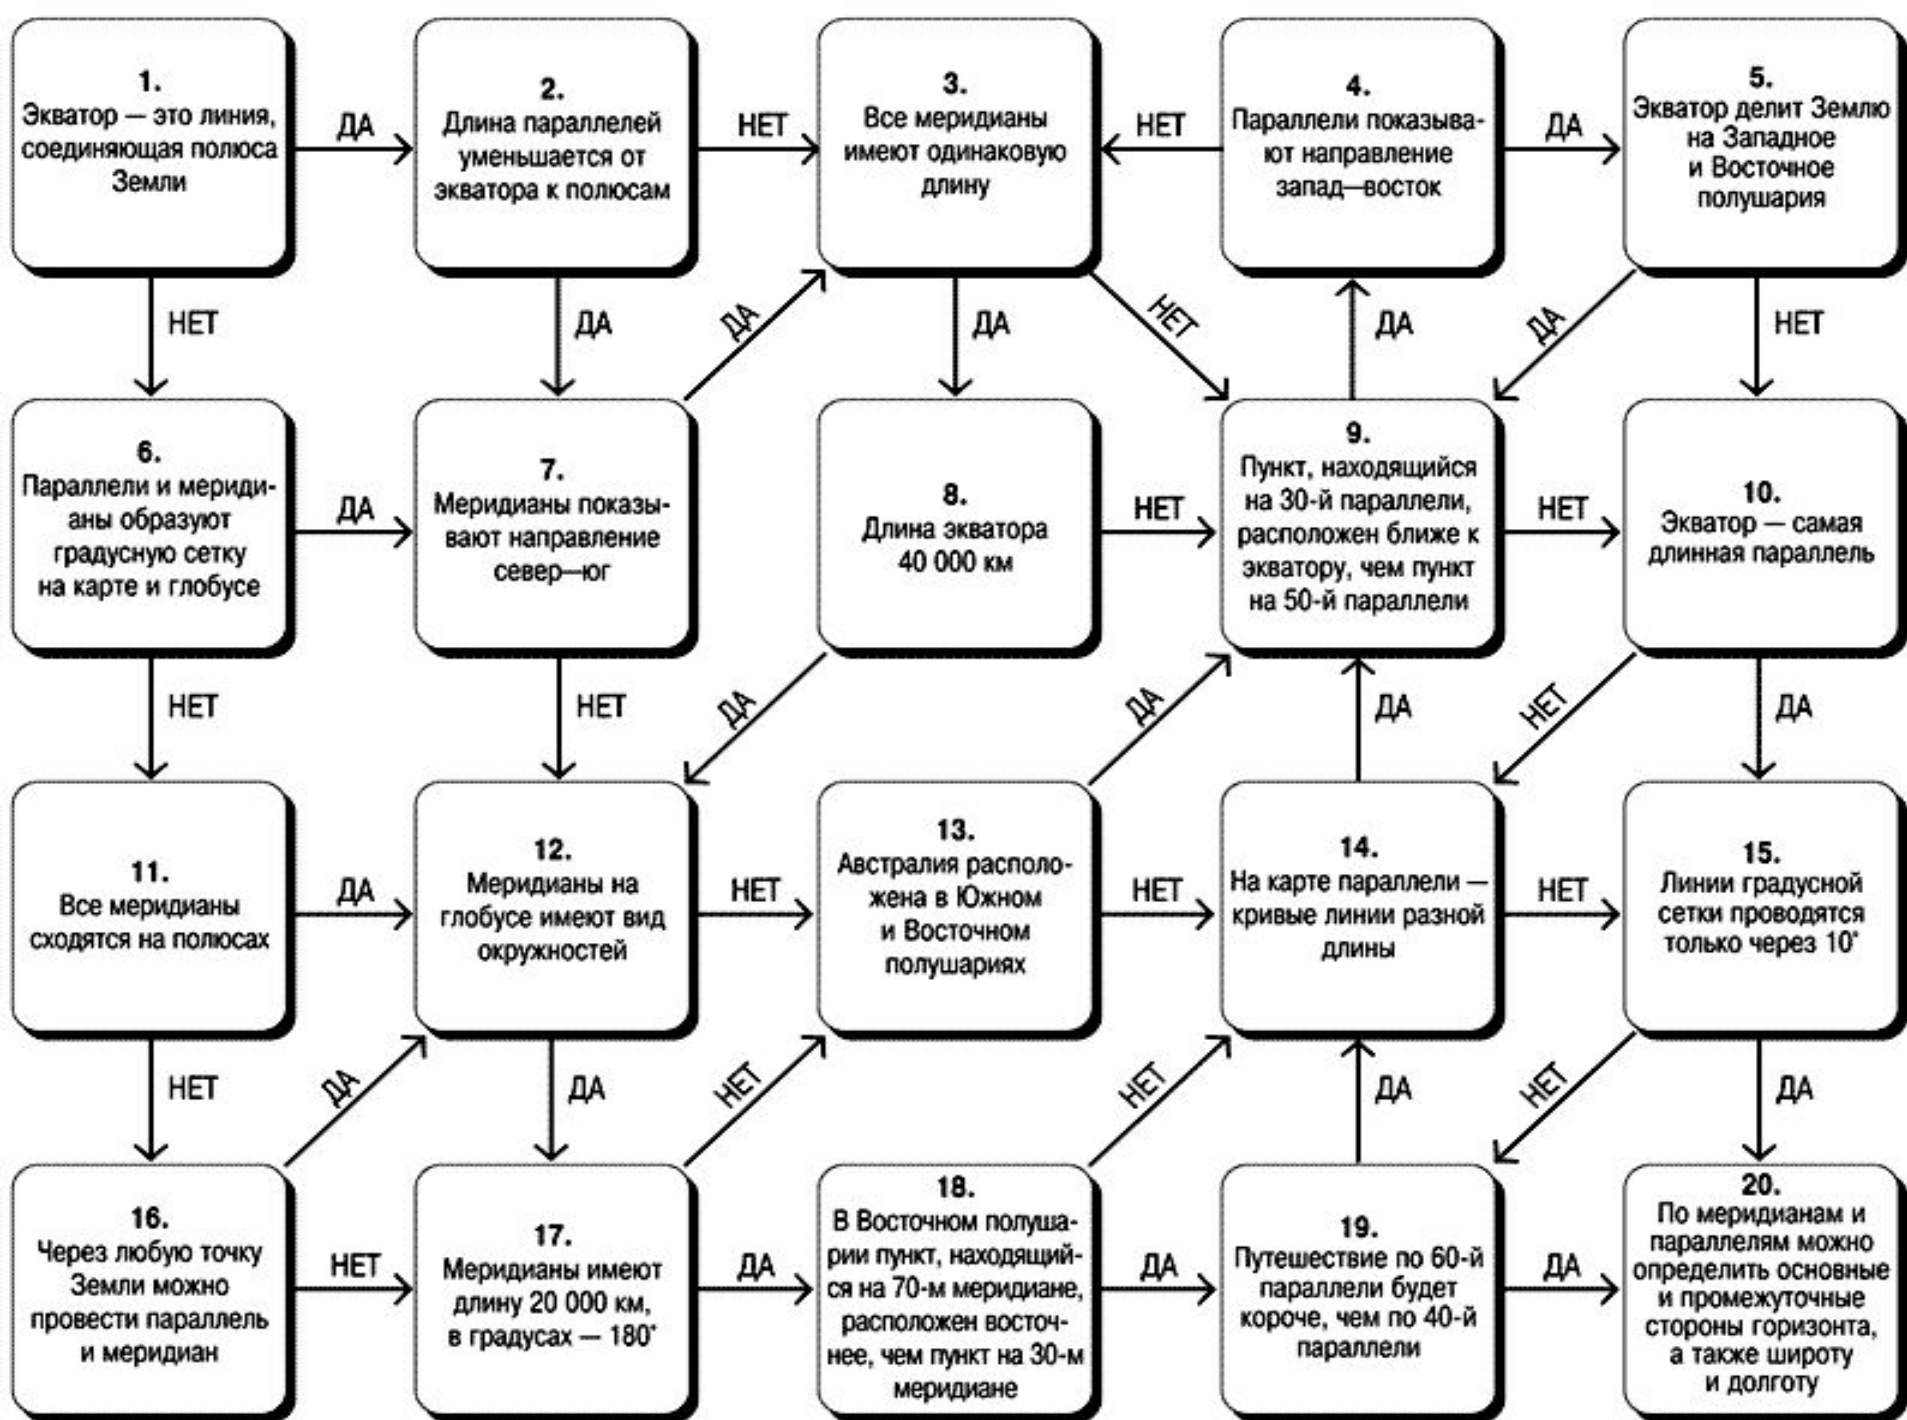 1.
Экватор — это линия,
соединяющая полюса
Земли
ДА
2.
Длина параллелей
уменьшается от
экватора к полюсам
НЕТ
3.
Все меридианы
имеют одинаковую
длину
НЕТ
4.
Параллели показыва-
ют направление
запад—восток
ДА
5.
Экватор делит Землю
на Западное
и Восточное
полушария
НЕТ
ДА
ДА
ДА
НЕТ
ДА
ДА
НЕТ
6.
Параллели и мериди-
аны образуют
градусную сетку
на карте и глобусе
ДА
7.
Меридианы показы-
вают направление
север—юг
8.
Длина экватора
40 000 км
НЕТ
9.
Пункт, находящийся
на 30-й параллели,
расположен ближе к
экватору, чем пункт
на 50-й параллели
НЕТ
10.
Экватор — самая
длинная параллель
НЕТ
НЕТ
ДА
ДА
ДА
НЕТ
ДА
11.
Все меридианы
сходятся на полюсах
ДА
12.
Меридианы на
глобусе имеют вид
окружностей
НЕТ
13.
Австралия располо-
жена в Южном
и Восточном
полушариях
НЕТ
14.
На карте параллели —
кривые линии разной
длины
НЕТ
15.
Линии градусной
сетки проводятся
только через 10°
НЕТ
ДА
ДА
НЕТ
НЕТ
ДА
НЕТ
ДА
16.
Через любую точку
Земли можно
провести параллель
и меридиан
НЕТ
17.
Меридианы имеют
длину 20 000 км,
в градусах — 180°
ДА
18.
В Восточном полуша-
рии пункт, находящий-
ся на 70-м меридиане,
расположен восточ-
нее, чем пункт на 30-м
меридиане
ДА
19.
Путешествие по 60-й
параллели будет
короче, чем по 40-й
параллели
ДА
20.
По меридианам и
параллелям можно
определить основные
и промежуточные
стороны горизонта,
а также широту
и долготу